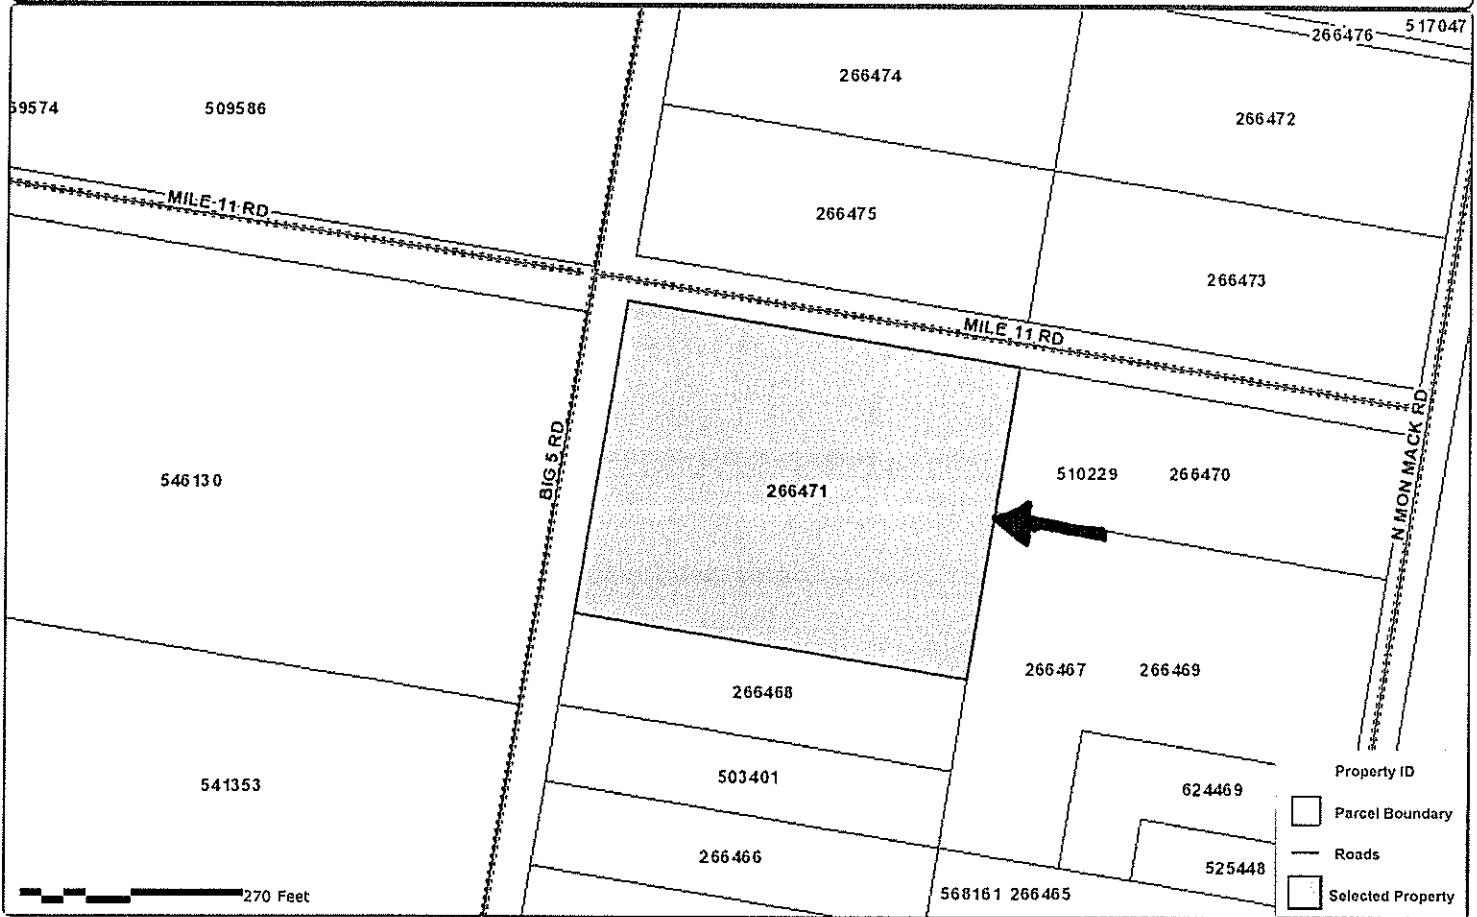 517047
266476
266474
59574
509586
266472
MILE 11 RD
266475
266473
MILE 11 RD
BIG 5 RD
N MON MACK RD
546130
266471
510229 266470
266467 266469
266468
503401
541353
624469
266466
525448
568161 266465
270 Feet
Property ID
Parcel Boundary
Roads
Selected Property